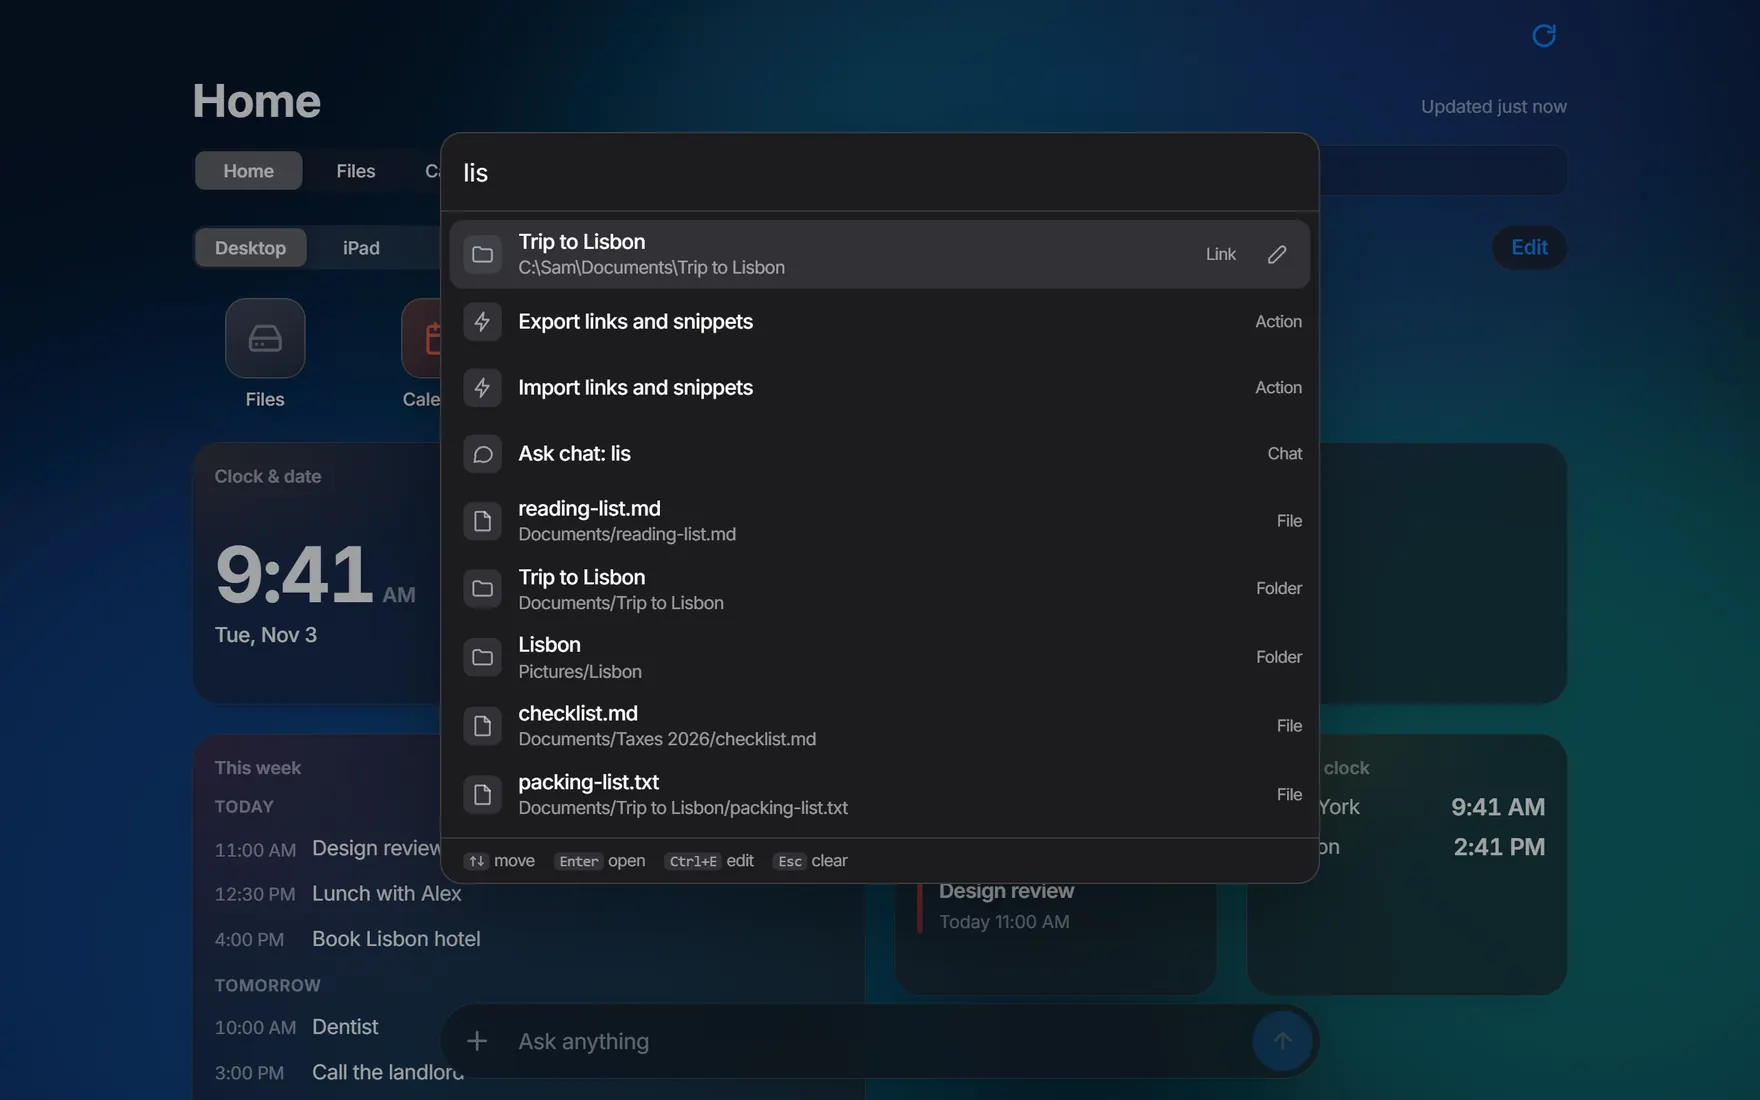 Home
Updated just now
Home Files
Desktop iPad
Edit
Files
Clock & date
9:41 AM
Tue, Nov 3
This week
TODAY
11:00 AM Design review
12:30 PM Lunch with Alex
4:00 PM Book Lisbon hotel
TOMORROW
10:00 AM Dentist
3:00 PM Call the landlord
lis
Trip to Lisbon
C:\Sam\Documents\Trip to Lisbon
Link
Export links and snippets
Action
Import links and snippets
Action
Ask chat: lis
Chat
reading-list.md
Documents/reading-list.md
File
Trip to Lisbon
Documents/Trip to Lisbon
Folder
Lisbon
Pictures/Lisbon
Folder
checklist.md
Documents/Taxes 2026/checklist.md
File
packing-list.txt
Documents/Trip to Lisbon/packing-list.txt
File
↑↓ move Enter open Ctrl+E edit Esc clear
Design review
Today 11:00 AM
clock
York 9:41 AM
2:41 PM
Ask anything